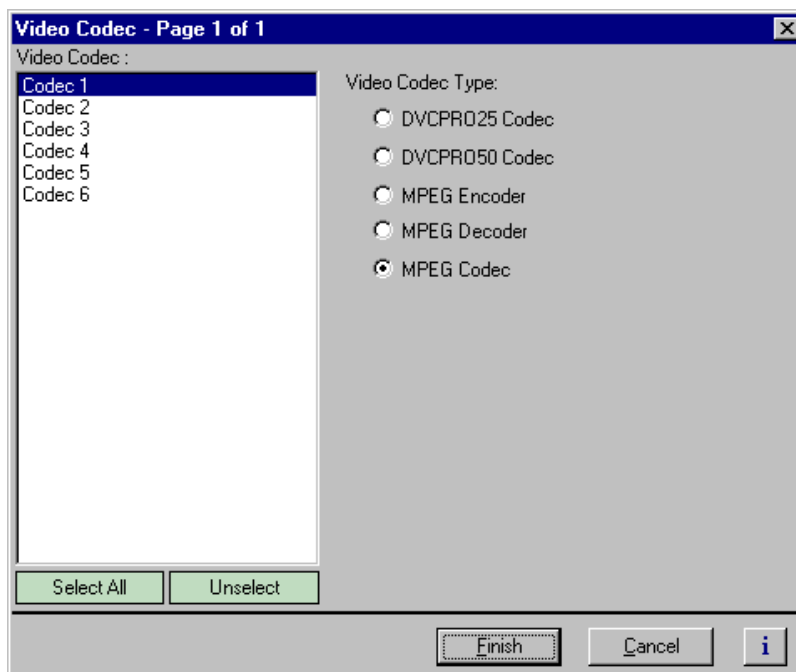 Video Codec - Page 1 of 1
Video Codec :
Codec 1
Codec 2
Codec 3
Codec 4
Codec 5
Codec 6
Select All
Unselect
Video Codec Type:
DVCPRO25 Codec
DVCPRO50 Codec
MPEG Encoder
MPEG Decoder
MPEG Codec
Finish
Cancel
i